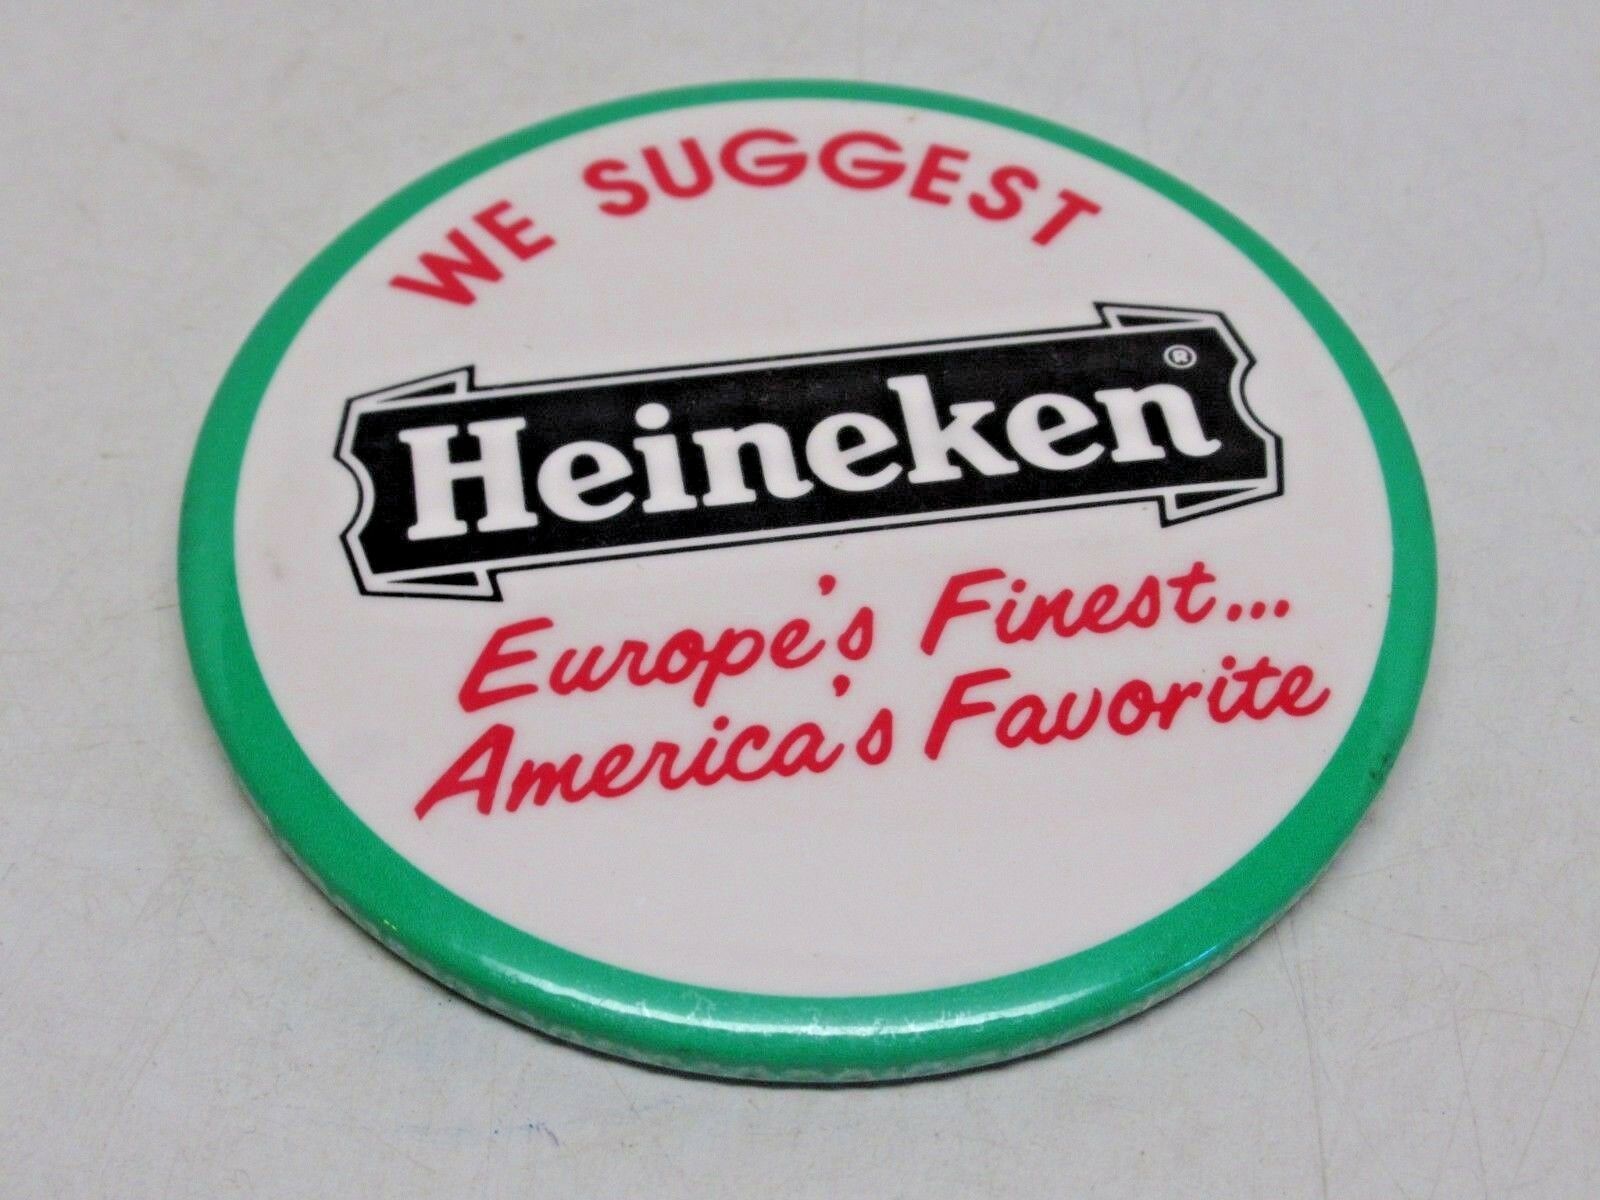 WE SUGGEST
Heineken®
Europe's Finest...
America's Favorite